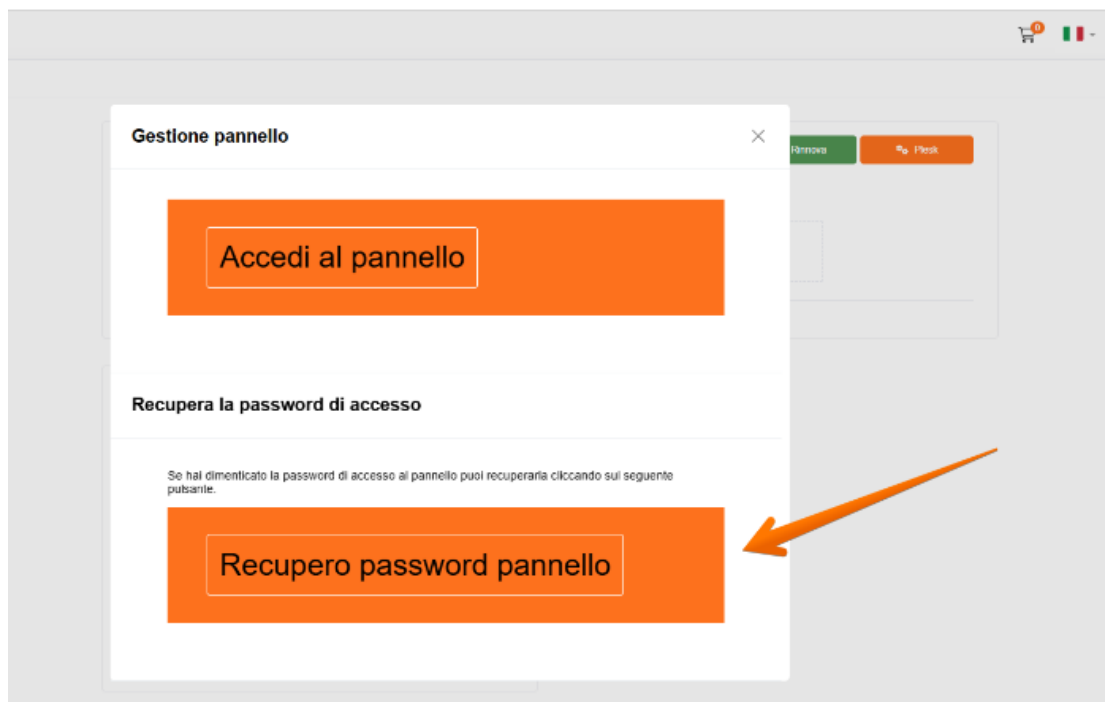 0
Gestione pannello
Rinnova
Plesk
Accedi al pannello
Recupera la password di accesso
Se hai dimenticato la password di accesso al pannello puoi recuperarla cliccando sul seguente
pulsante.
Recupero password pannello